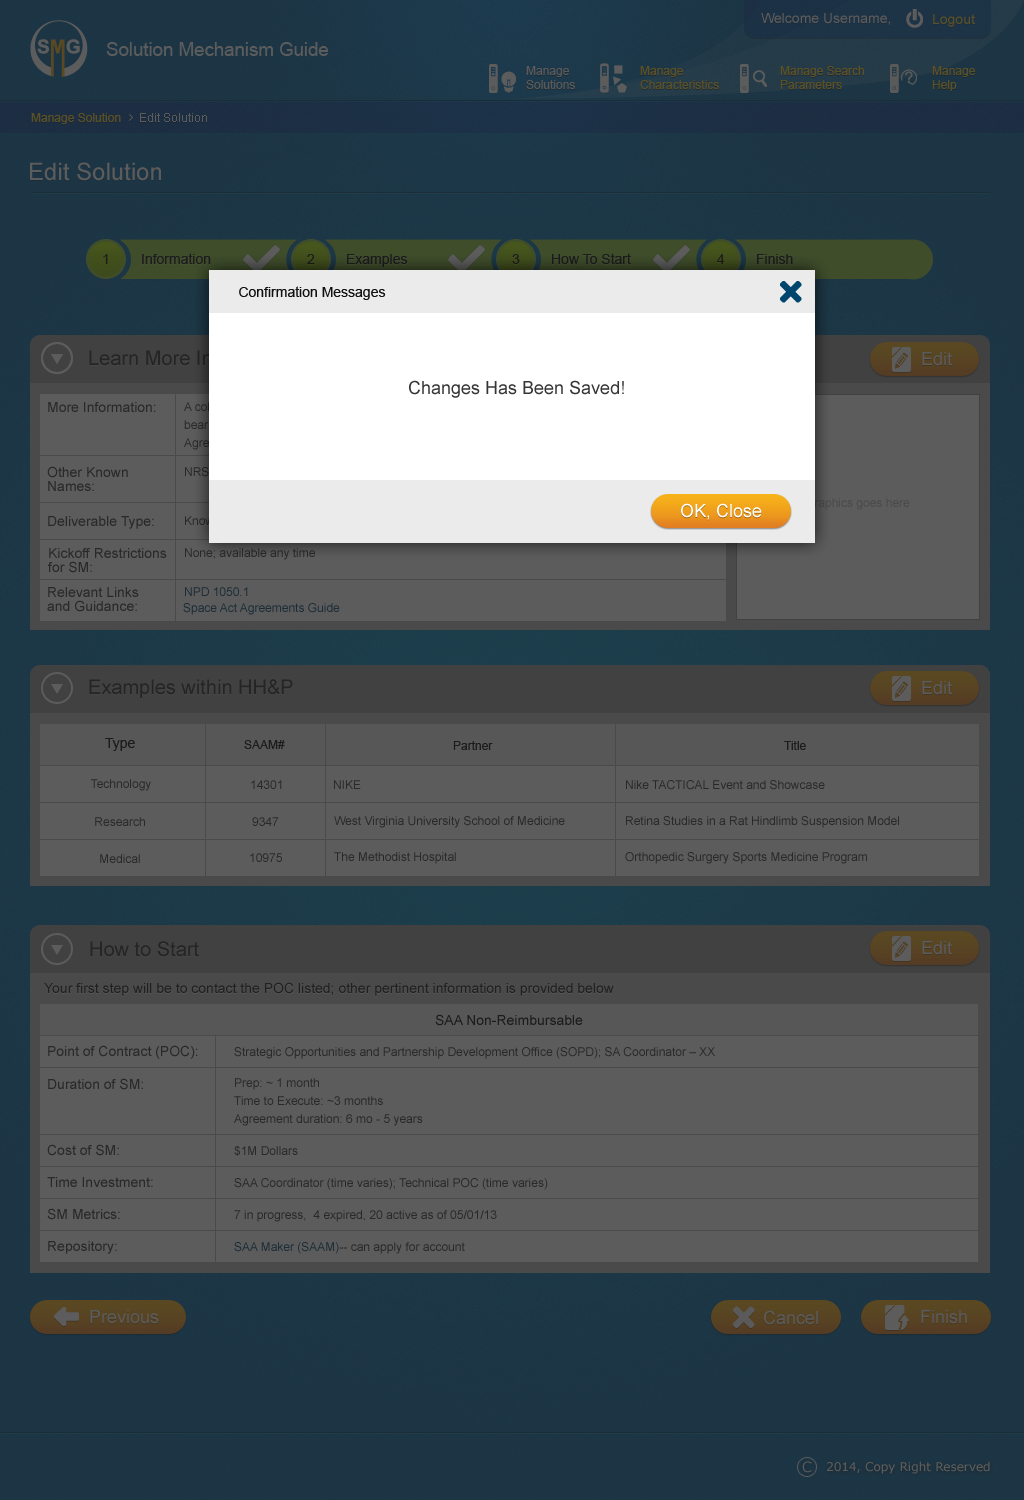 Welcome Username,
Logout
SMG
Solution Mechanism Guide
Manage
Solutions
Manage
Characteristics
Manage Search
Parameters
Manage
Help
Manage Solution > Edit Solution
Edit Solution
1 Information
2 Examples
3 How To Start
4 Finish
Confirmation Messages
Changes Has Been Saved!
OK, Close
Learn More
Edit
More Information:
A
bear
Agre
Other Known
Names:
NRS
Deliverable Type:
Know
Kickoff Restrictions
for SM:
None; available any time
Relevant Links
and Guidance:
NPD 1050.1
Space Act Agreements Guide
raphics goes here
Examples within HH&P
Edit
Type SAAM# Partner Title
Technology 14301 NIKE Nike TACTICAL Event and Showcase
Research 9347 West Virginia University School of Medicine Retina Studies in a Rat Hindlimb Suspension Model
Medical 10975 The Methodist Hospital Orthopedic Surgery Sports Medicine Program
How to Start
Edit
Your first step will be to contact the POC listed; other pertinent information is provided below
SAA Non-Reimbursable
Point of Contract (POC): Strategic Opportunities and Partnership Development Office (SOPD); SA Coordinator – XX
Duration of SM: Prep: ~ 1 month
Time to Execute: ~3 months
Agreement duration: 6 mo - 5 years
Cost of SM: $1M Dollars
Time Investment: SAA Coordinator (time varies); Technical POC (time varies)
SM Metrics: 7 in progress, 4 expired, 20 active as of 05/01/13
Repository: SAA Maker (SAAM)-- can apply for account
Previous
Cancel
Finish
© 2014, Copy Right Reserved